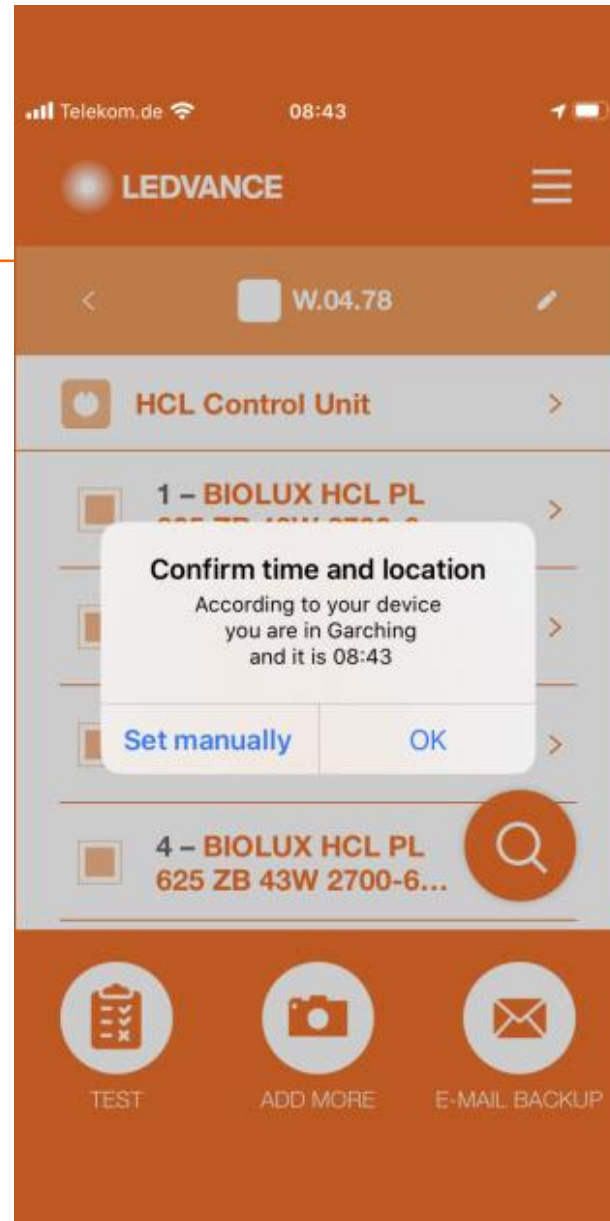 Telekom.de 08:43
LEDVANCE
W.04.78
HCL Control Unit
1 – BIOLUX HCL PL
Confirm time and location
According to your device
you are in Garching
and it is 08:43
Set manually OK
4 – BIOLUX HCL PL
625 ZB 43W 2700-6...
TEST ADD MORE E-MAIL BACKUP